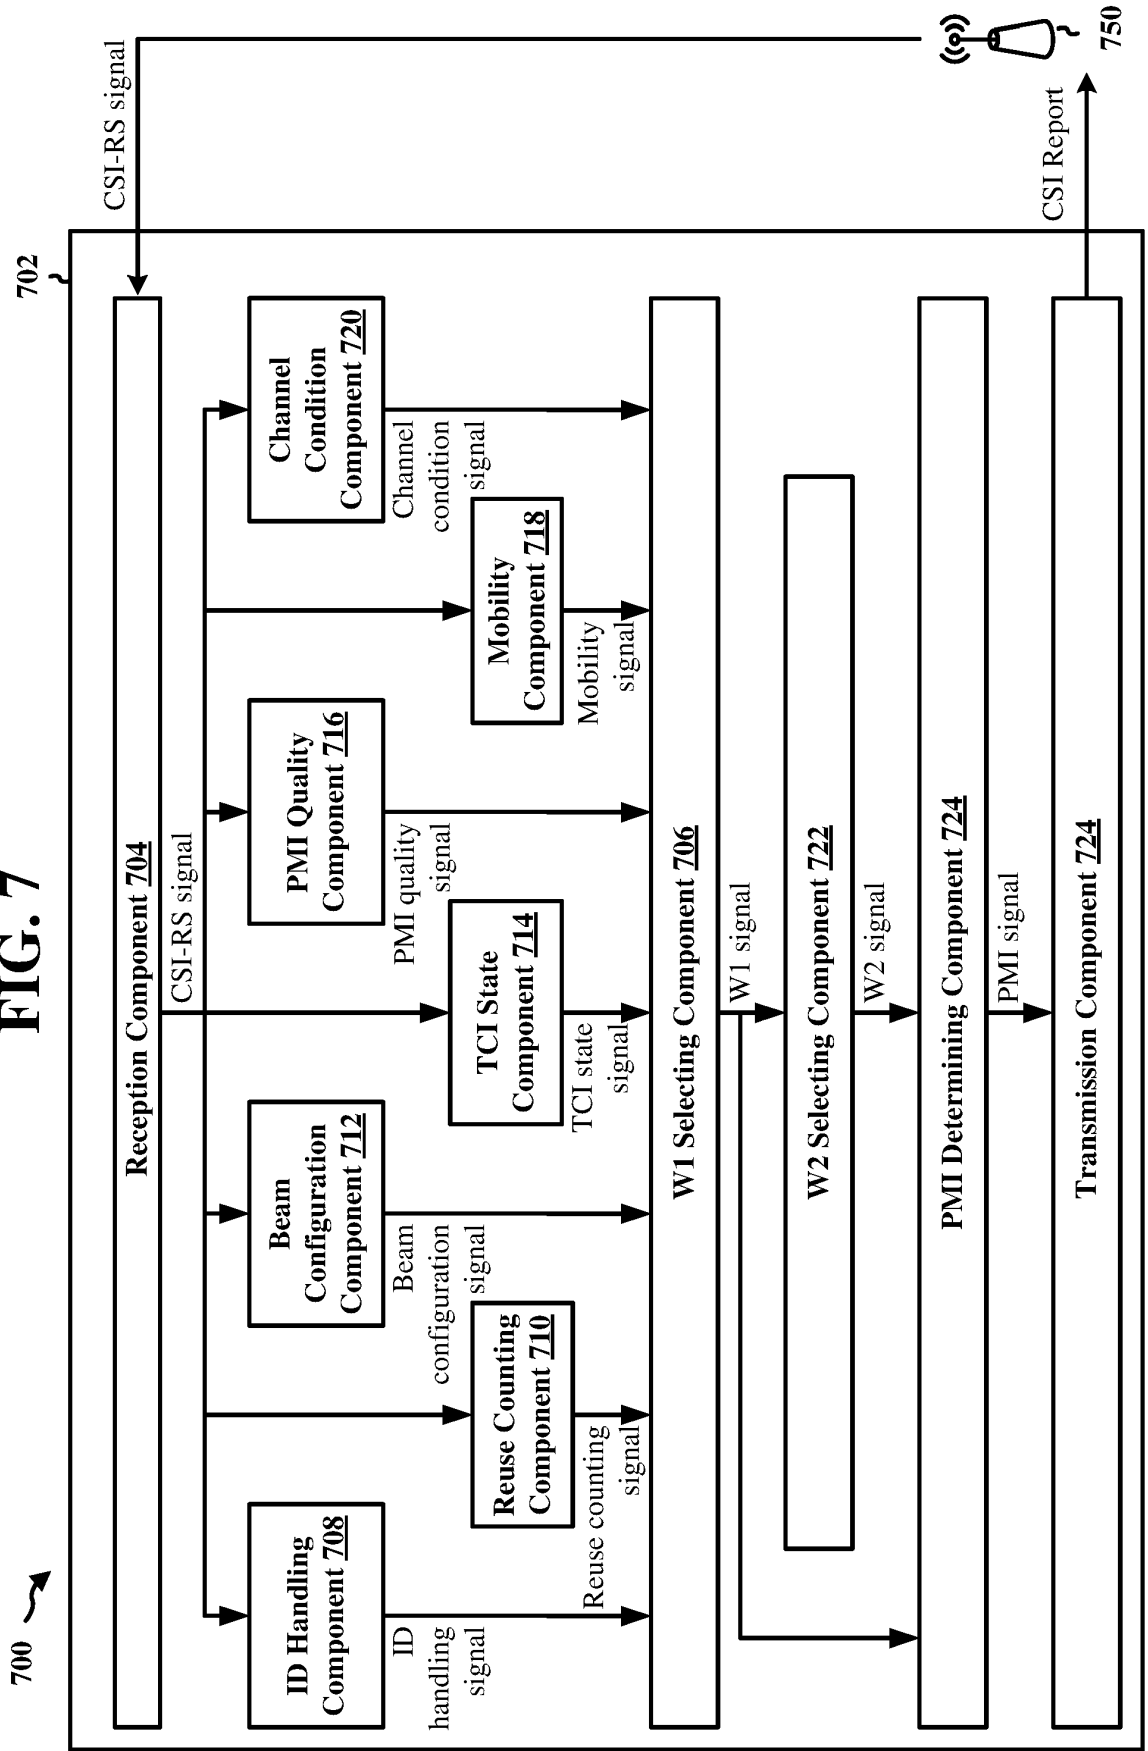 FIG. 7
700
702
CSI-RS signal
Reception Component 704
CSI-RS signal
ID Handling
Component 708
ID
handling
signal
Reuse Counting
Component 710
Reuse counting
signal
Beam
Configuration
Component 712
Beam
configuration
signal
TCI State
Component 714
TCI state
signal
PMI Quality
Component 716
PMI quality
signal
Mobility
Component 718
Mobility
signal
Channel
Condition
Component 720
Channel
condition
signal
W1 Selecting Component 706
W1 signal
W2 Selecting Component 722
W2 signal
PMI Determining Component 724
PMI signal
Transmission Component 724
CSI Report
750